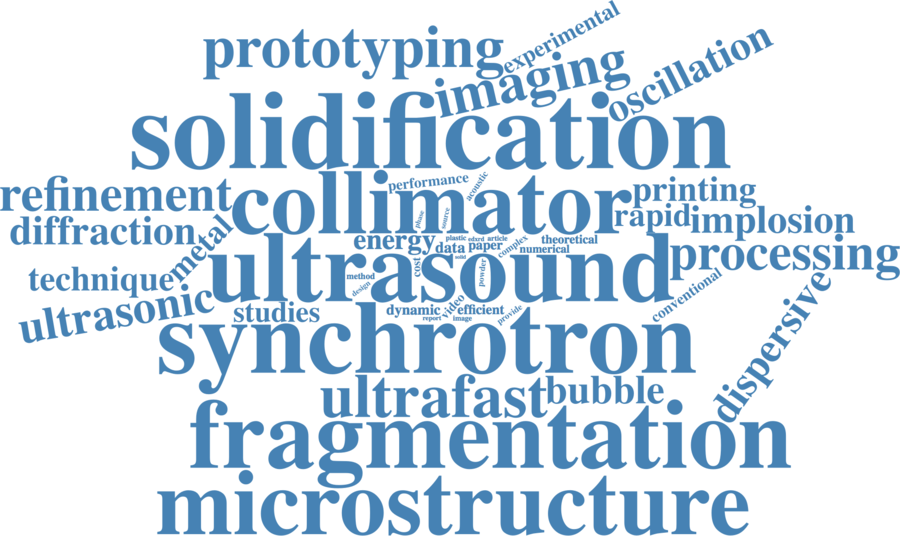 experimental
prototyping
imaging
oscillation
solidification
performance
acoustic
refinement
collimator
printing
phase
source
rapid
implosion
diffraction
metal
energy
plastic
edxrd
article
data
paper
complex
theoretical
numerical
processing
solid
cost
technique
ultrasound
method
design
powder
conventional
ultrasonic
studies
dynamic
video
efficient
report
image
provide
synchrotron
dispersive
ultrafast
bubble
fragmentation
microstructure